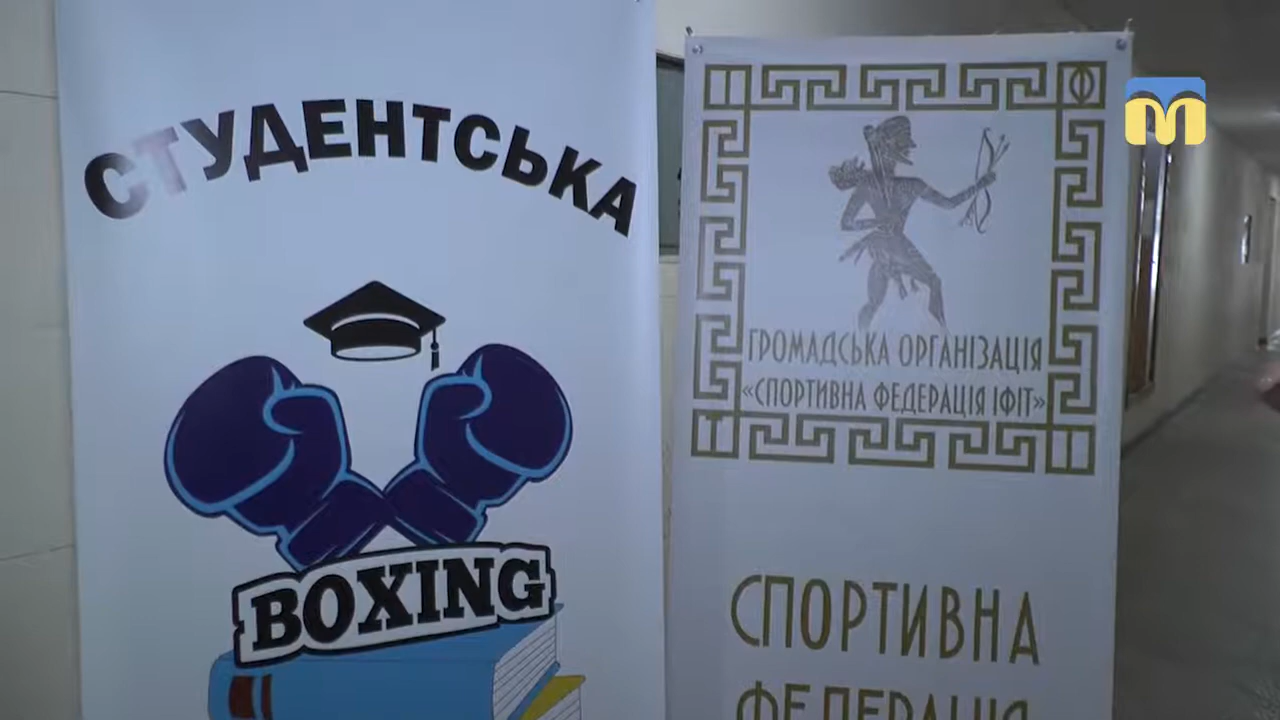 СТУДЕНТСЬКА
BOXING
І Ф
ГРОМАДСЬКА ОРГАНІЗАЦІЯ
«СПОРТИВНА ФЕДЕРАЦІЯ ІФІТ»
Т І
СПОРТИВНА
ФЕДЕРАЦІЯ
m